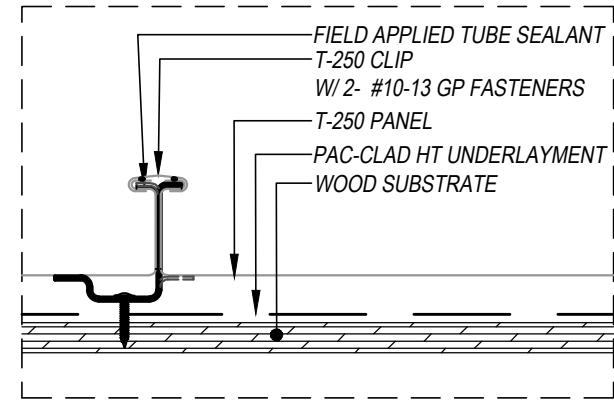 FIELD APPLIED TUBE SEALANT
T-250 CLIP
W/ 2- #10-13 GP FASTENERS
T-250 PANEL
PAC-CLAD HT UNDERLAYMENT
WOOD SUBSTRATE